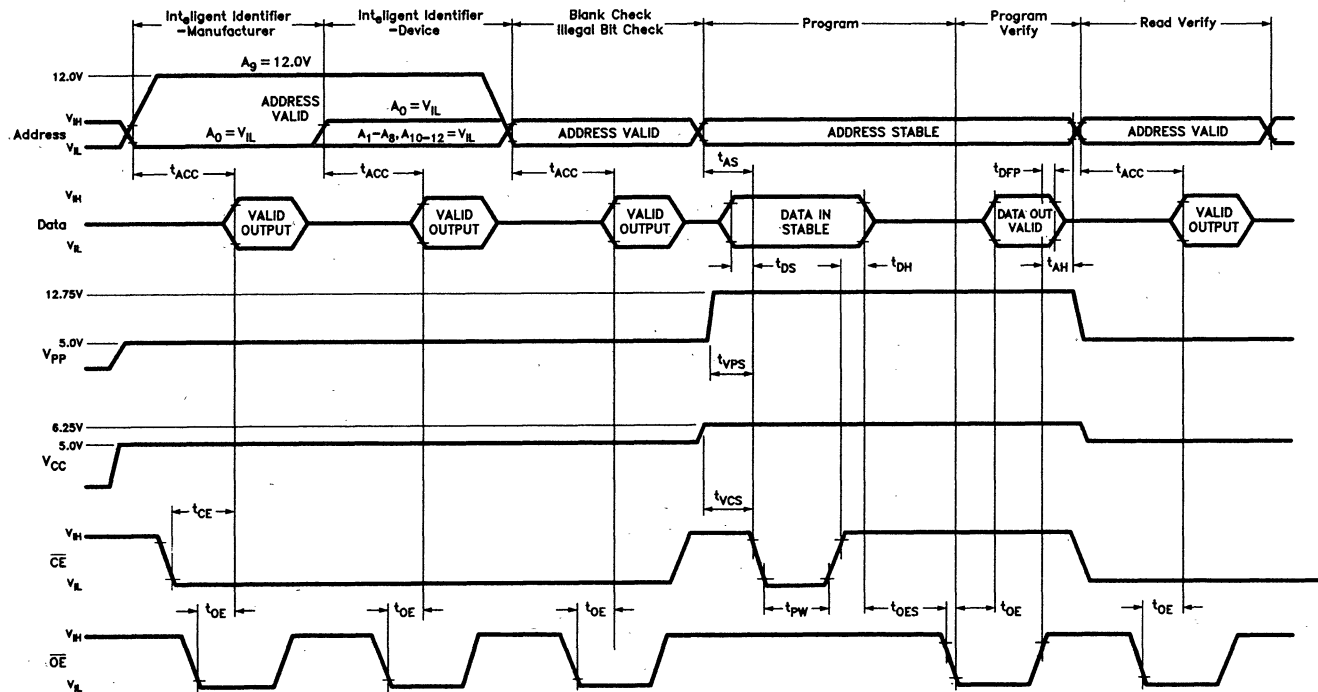 Inteligent Identifier
-Manufacturer
Inteligent Identifier
-Device
Blank Check
Illegal Bit Check
Program
Program
Verify
Read Verify
12.0V
A9 = 12.0V
ADDRESS
VALID
A0 = VIL
VIH
Address
VIL
A0 = VIL
A1-A8, A10-12 = VIL
ADDRESS VALID
ADDRESS STABLE
ADDRESS VALID
tACC
tACC
tACC
tAS
tDFP
tACC
VIH
Data
VIL
VALID
OUTPUT
VALID
OUTPUT
VALID
OUTPUT
DATA IN
STABLE
DATA OUT
VALID
VALID
OUTPUT
tDS
tDH
tAH
12.75V
5.0V
VPP
tVPS
6.25V
5.0V
VCC
tVCS
tCE
VIH
CE
VIL
tOE
tOE
tOE
tPW
tOES
tOE
tOE
VIH
OE
VIL